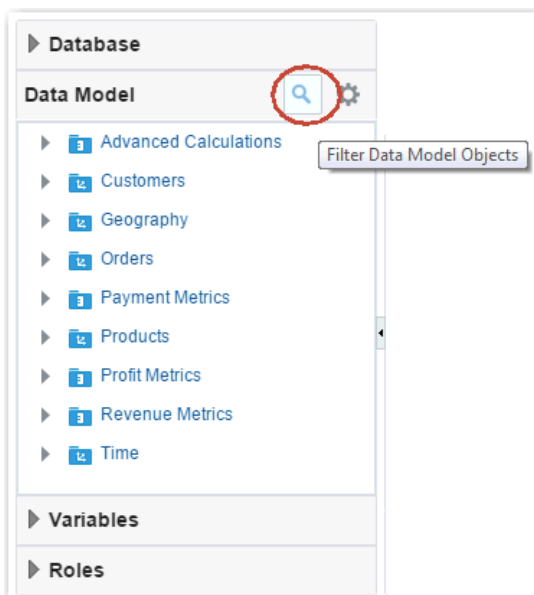 Database
Data Model
Advanced Calculations
Filter Data Model Objects
Customers
Geography
Orders
Payment Metrics
Products
Profit Metrics
Revenue Metrics
Time
Variables
Roles